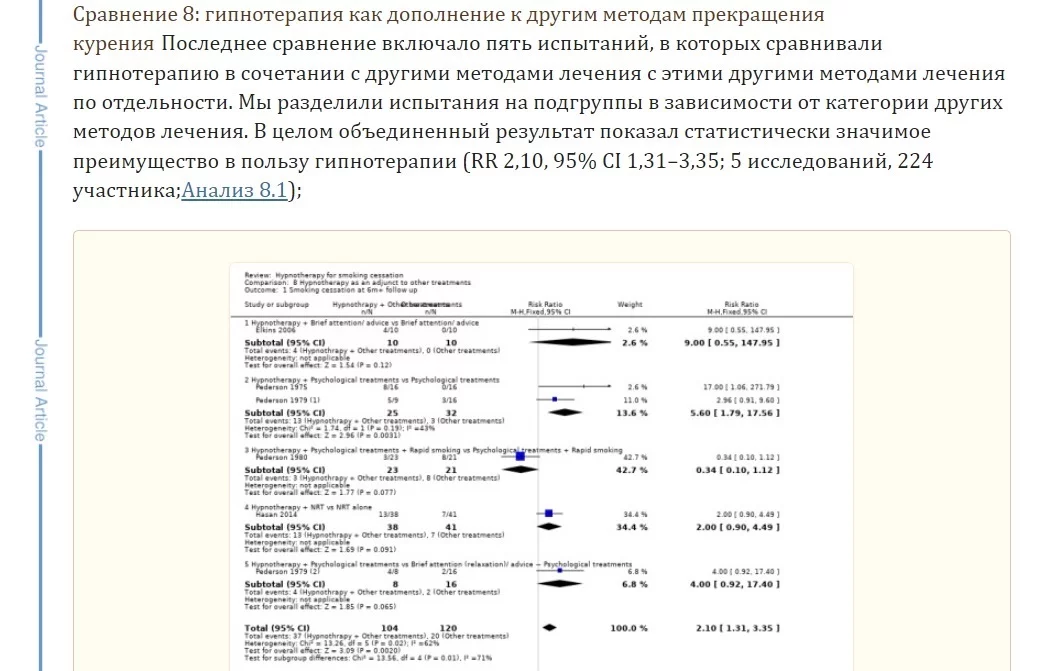 Сравнение 8: гипнотерапия как дополнение к другим методам прекращения
курения Последнее сравнение включало пять испытаний, в которых сравнивали
гипнотерапию в сочетании с другими методами лечения с этими другими методами лечения
по отдельности. Мы разделили испытания на подгруппы в зависимости от категории других
методов лечения. В целом объединенный результат показал статистически значимое
преимущество в пользу гипнотерапии (RR 2,10, 95% CI 1,31–3,35; 5 исследований, 224
участника;Анализ 8.1);
Journal Article
Journal Article
Review: Hypnotherapy for smoking cessation
Comparison: 8 Hypnotherapy as an adjunct to other treatments
Outcome: 1 Smoking cessation at 6m+ follow up
Study or subgroup Hypnothrapy + Risk Ratio Weight Risk Ratio
n/N n/N M-H,Fixed,95% CI M-H,Fixed,95% CI
1 Hypnotherapy + Brief attention/ advice vs Brief attention/ advice
Elkins 2006 4/10 0/10 2.6 % 9.00 [ 0.55, 147.95 ]
Subtotal (95% CI) 10 10 2.6 % 9.00 [ 0.55, 147.95 ]
Total events: 4 (Hypnotherapy + Other treatments), 0 (Other treatments)
Heterogeneity: not applicable
Test for overall effect: Z = 1.54 (P = 0.12)
2 Hypnotherapy + Psychological treatments vs Psychological treatments
Pederson 1975 8/16 0/16 2.6 % 17.00 [ 1.06, 271.79 ]
Pederson 1979 (1) 5/9 3/16 11.0 % 2.96 [ 0.91, 9.60 ]
Subtotal (95% CI) 25 32 13.6 % 5.60 [ 1.79, 17.56 ]
Total events: 13 (Hypnothrapy + Other treatments), 3 (Other treatments)
Heterogeneity: Chi² = 1.74, df = 1 (P = 0.19); I² =43%
Test for overall effect: Z = 2.96 (P = 0.0031)
3 Hypnotherapy + Psychological treatments + Rapid smoking vs Psychological treatments + Rapid smoking
Pederson 1980 3/23 8/21 42.7 % 0.34 [ 0.10, 1.12 ]
Subtotal (95% CI) 23 21 42.7 % 0.34 [ 0.10, 1.12 ]
Total events: 3 (Hypnothrapy + Other treatments), 8 (Other treatments)
Heterogeneity: not applicable
Test for overall effect: Z = 1.77 (P = 0.077)
4 Hypnotherapy + NRT vs NRT alone
Hasan 2014 13/38 7/41 34.4 % 2.00 [ 0.90, 4.49 ]
Subtotal (95% CI) 38 41 34.4 % 2.00 [ 0.90, 4.49 ]
Total events: 13 (Hypnothrapy + Other treatments), 7 (Other treatments)
Heterogeneity: not applicable
Test for overall effect: Z = 1.69 (P = 0.091)
5 Hypnotherapy + Psychological treatments vs Brief attention (relaxation)/ advice + Psychological treatments
Pederson 1979 (2) 4/8 2/16 6.8 % 4.00 [ 0.92, 17.40 ]
Subtotal (95% CI) 8 16 6.8 % 4.00 [ 0.92, 17.40 ]
Total events: 4 (Hypnothrapy + Other treatments), 2 (Other treatments)
Heterogeneity: not applicable
Test for overall effect: Z = 1.85 (P = 0.065)
Total (95% CI) 104 120 100.0 % 2.10 [ 1.31, 3.35 ]
Total events: 37 (Hypnothrapy + Other treatments), 20 (Other treatments)
Heterogeneity: Chi² = 13.26, df = 5 (P = 0.02); I² =62%
Test for overall effect: Z = 3.09 (P = 0.0020)
Test for subgroup differences: Chi² = 13.56, df = 4 (P = 0.01), I² =71%